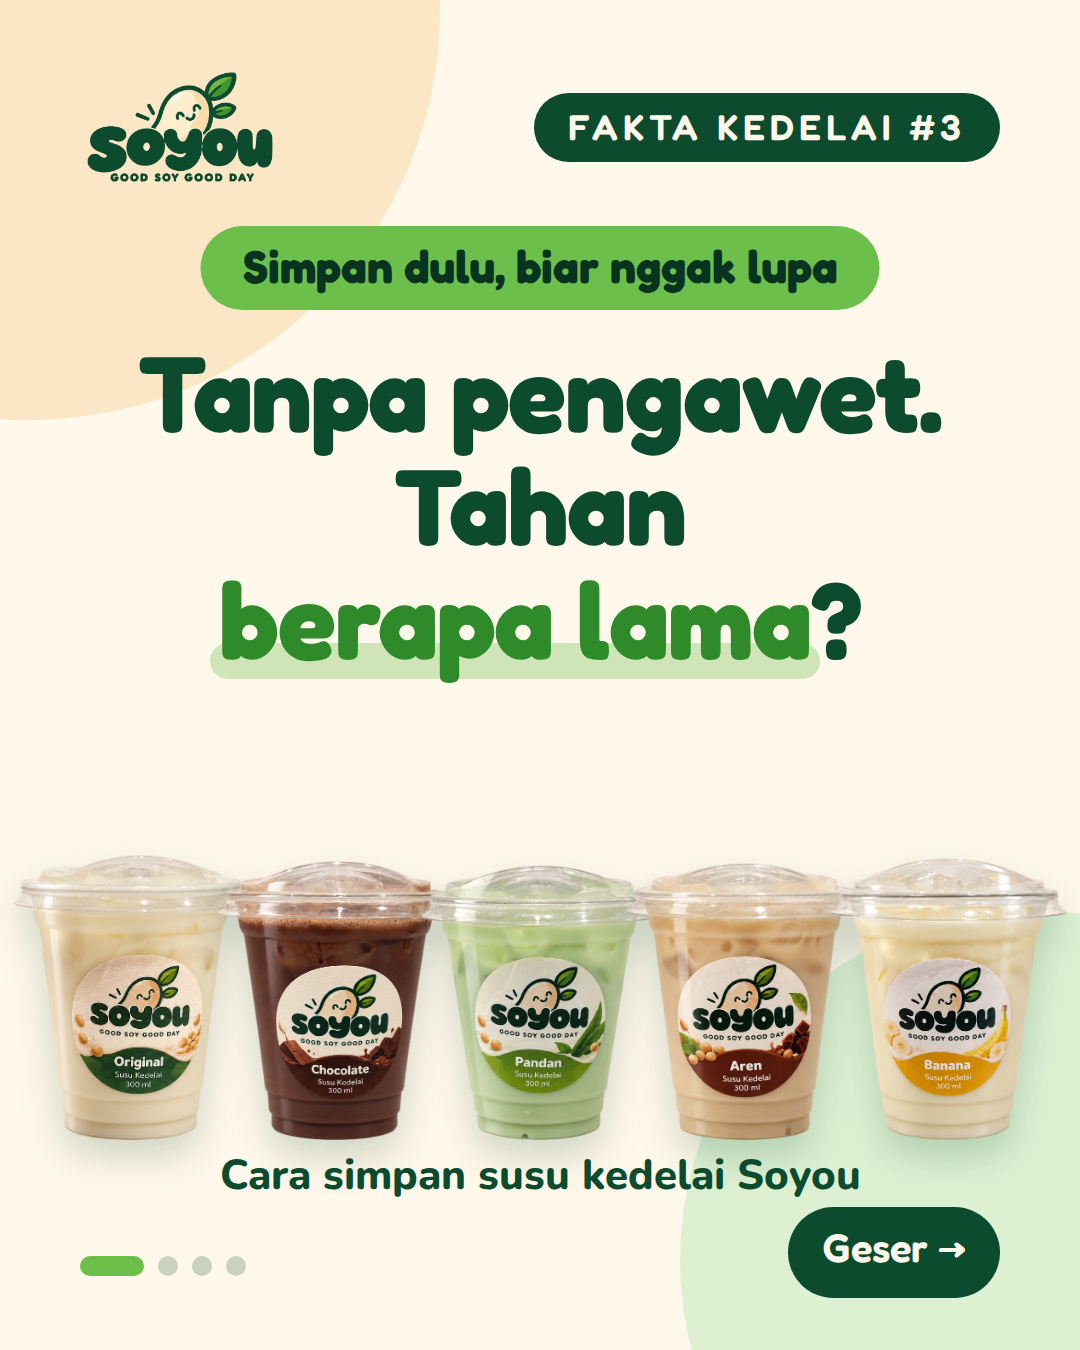 soyou
GOOD SOY GOOD DAY
FAKTA KEDELAI #3
Simpan dulu, biar nggak lupa
Tanpa pengawet.
Tahan
berapa lama?
soyou
GOOD SOY GOOD DAY
Original
Susu Kedelai
300 ml
soyou
GOOD SOY GOOD DAY
Chocolate
Susu Kedelai
300 ml
soyou
GOOD SOY GOOD DAY
Pandan
Susu Kedelai
300 ml
soyou
GOOD SOY GOOD DAY
Aren
Susu Kedelai
300 ml
soyou
GOOD SOY GOOD DAY
Banana
Susu Kedelai
300 ml
Cara simpan susu kedelai Soyou
Geser →